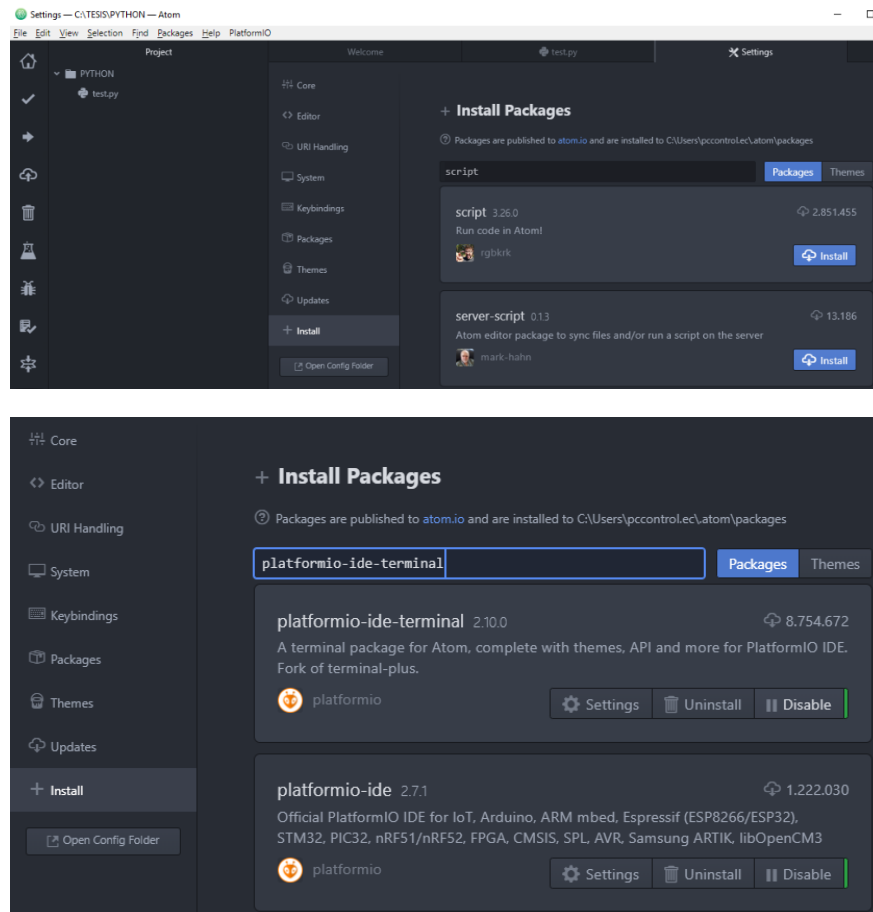 Settings — C:\TESIS\PYTHON — Atom
File Edit View Selection Find Packages Help PlatformIO
Project
Welcome
test.py
Settings
PYTHON
test.py
Core
Editor
URI Handling
System
Keybindings
Packages
Themes
Updates
Install
Open Config Folder
Install Packages
Packages are published to atom.io and are installed to C:\Users\pccontrol.ec\.atom\packages
script
Packages Themes
script 3.26.0 2.851.455
Run code in Atom!
rgbkrk Install
server-script 0.1.3 13.186
Atom editor package to sync files and/or run a script on the server
mark-hahn Install
Core
Editor
URI Handling
System
Keybindings
Packages
Themes
Updates
Install
Open Config Folder
Install Packages
Packages are published to atom.io and are installed to C:\Users\pccontrol.ec\.atom\packages
platformio-ide-terminal
Packages Themes
platformio-ide-terminal 2.10.0 8.754.672
A terminal package for Atom, complete with themes, API and more for PlatformIO IDE.
Fork of terminal-plus.
platformio Settings Uninstall Disable
platformio-ide 2.7.1 1.222.030
Official PlatformIO IDE for IoT, Arduino, ARM mbed, Espressif (ESP8266/ESP32),
STM32, PIC32, nRF51/nRF52, FPGA, CMSIS, SPL, AVR, Samsung ARTIK, libOpenCM3
platformio Settings Uninstall Disable